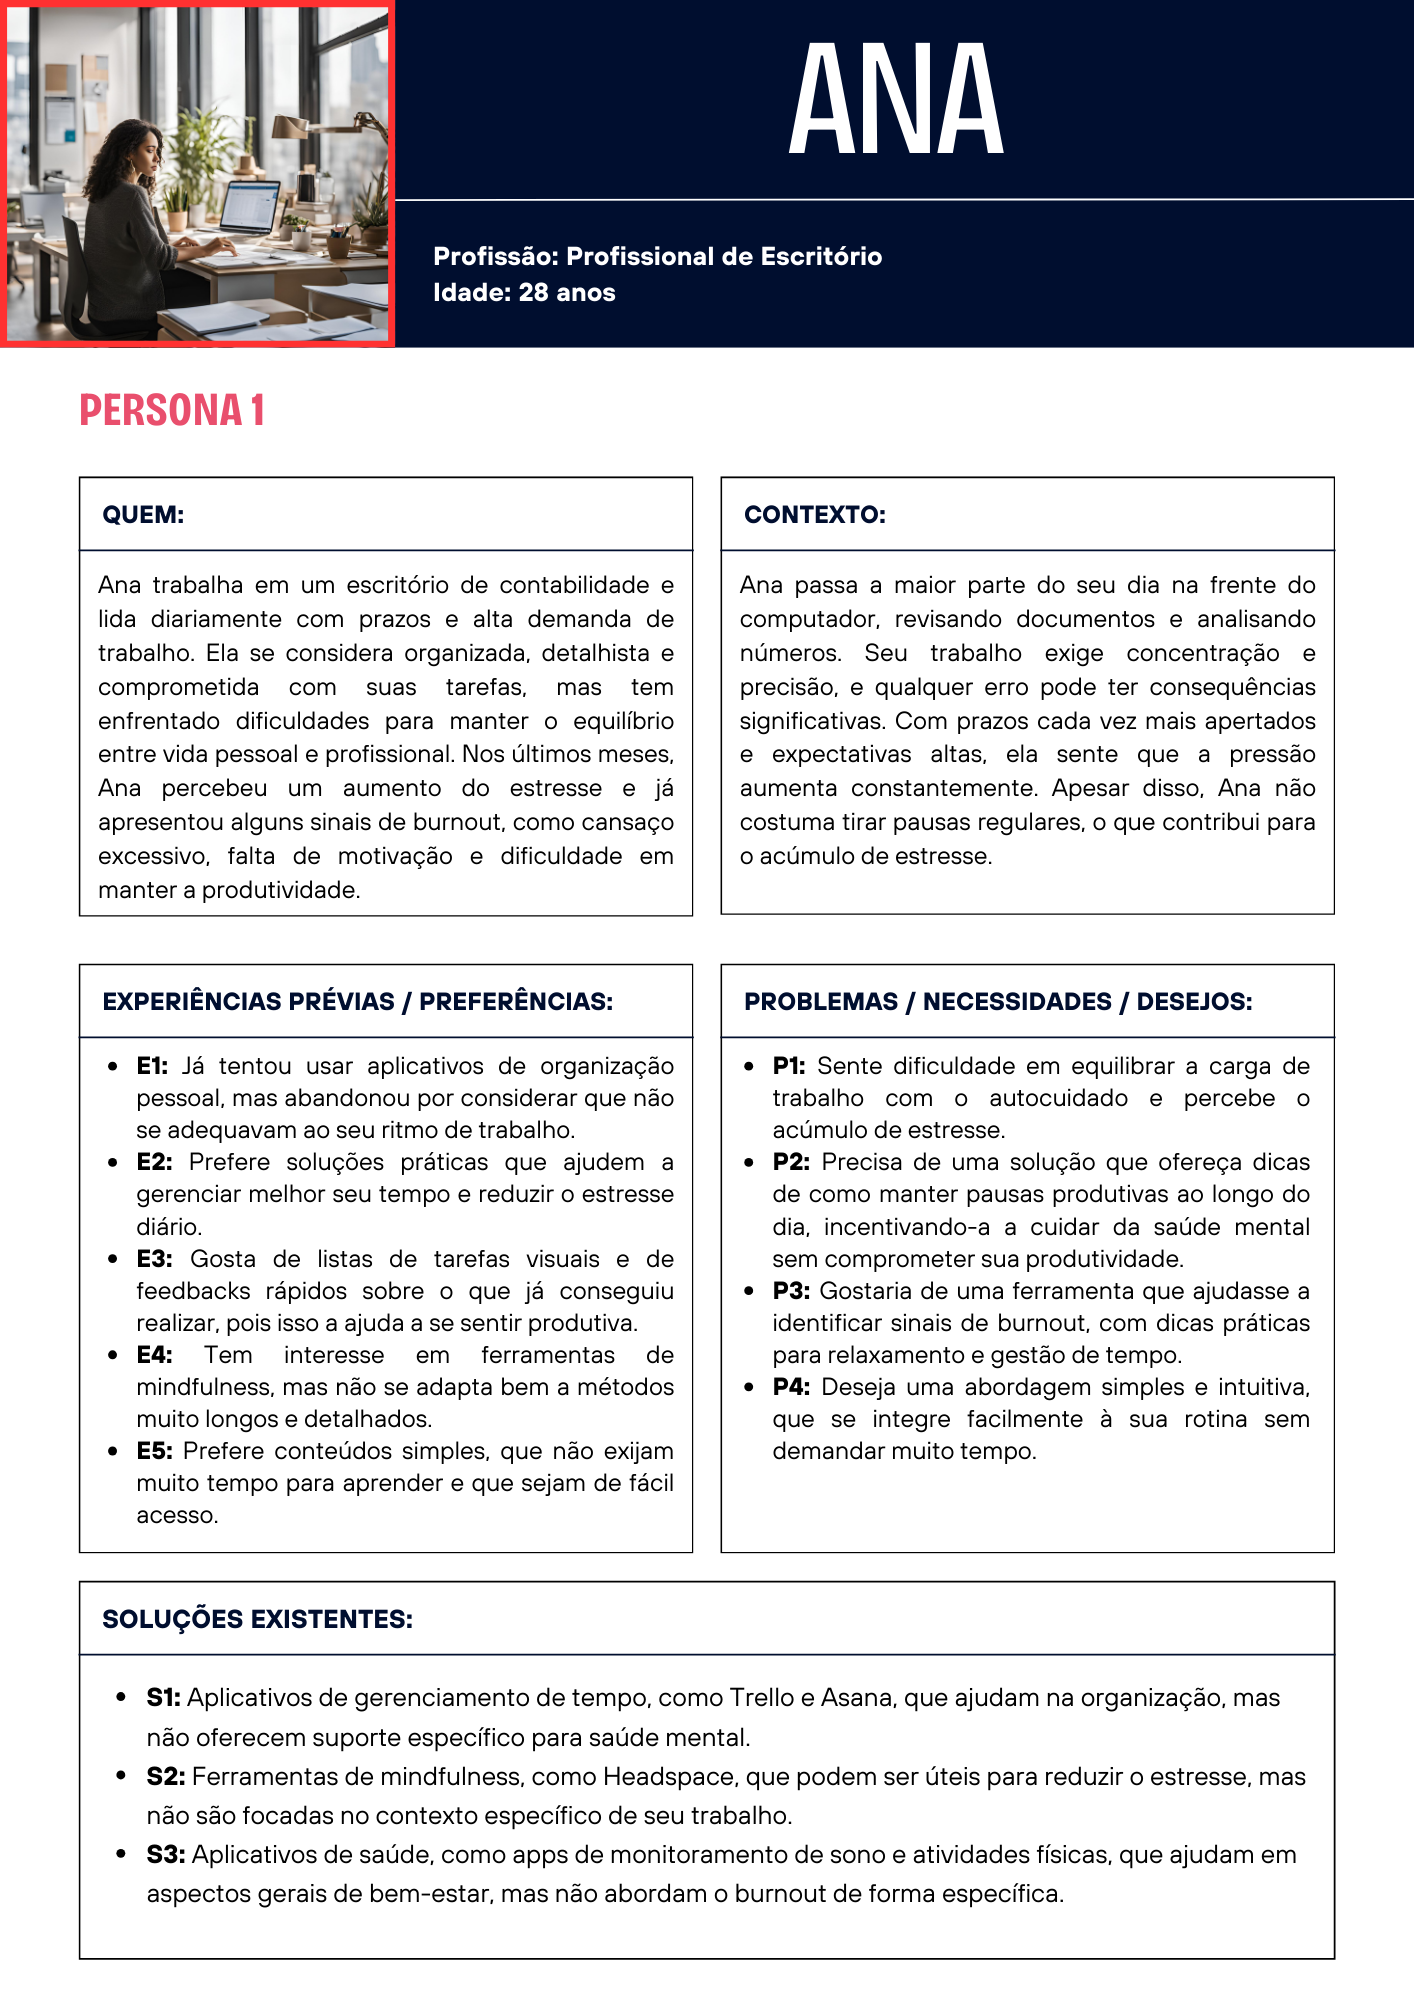 ANA
Profissão: Profissional de Escritório
Idade: 28 anos
PERSONA 1
QUEM:
Ana trabalha em um escritório de contabilidade e
lida diariamente com prazos e alta demanda de
trabalho. Ela se considera organizada, detalhista e
comprometida com suas tarefas, mas tem
enfrentado dificuldades para manter o equilíbrio
entre vida pessoal e profissional. Nos últimos meses,
Ana percebeu um aumento do estresse e já
apresentou alguns sinais de burnout, como cansaço
excessivo, falta de motivação e dificuldade em
manter a produtividade.
CONTEXTO:
Ana passa a maior parte do seu dia na frente do
computador, revisando documentos e analisando
números. Seu trabalho exige concentração e
precisão, e qualquer erro pode ter consequências
significativas. Com prazos cada vez mais apertados
e expectativas altas, ela sente que a pressão
aumenta constantemente. Apesar disso, Ana não
costuma tirar pausas regulares, o que contribui para
o acúmulo de estresse.
EXPERIÊNCIAS PRÉVIAS / PREFERÊNCIAS:
• E1: Já tentou usar aplicativos de organização
pessoal, mas abandonou por considerar que não
se adequavam ao seu ritmo de trabalho.
• E2: Prefere soluções práticas que ajudem a
gerenciar melhor seu tempo e reduzir o estresse
diário.
• E3: Gosta de listas de tarefas visuais e de
feedbacks rápidos sobre o que já conseguiu
realizar, pois isso a ajuda a se sentir produtiva.
• E4: Tem interesse em ferramentas de
mindfulness, mas não se adapta bem a métodos
muito longos e detalhados.
• E5: Prefere conteúdos simples, que não exijam
muito tempo para aprender e que sejam de fácil
acesso.
PROBLEMAS / NECESSIDADES / DESEJOS:
• P1: Sente dificuldade em equilibrar a carga de
trabalho com o autocuidado e percebe o
acúmulo de estresse.
• P2: Precisa de uma solução que ofereça dicas
de como manter pausas produtivas ao longo do
dia, incentivando-a a cuidar da saúde mental
sem comprometer sua produtividade.
• P3: Gostaria de uma ferramenta que ajudasse a
identificar sinais de burnout, com dicas práticas
para relaxamento e gestão de tempo.
• P4: Deseja uma abordagem simples e intuitiva,
que se integre facilmente à sua rotina sem
demandar muito tempo.
SOLUÇÕES EXISTENTES:
• S1: Aplicativos de gerenciamento de tempo, como Trello e Asana, que ajudam na organização, mas
não oferecem suporte específico para saúde mental.
• S2: Ferramentas de mindfulness, como Headspace, que podem ser úteis para reduzir o estresse, mas
não são focadas no contexto específico de seu trabalho.
• S3: Aplicativos de saúde, como apps de monitoramento de sono e atividades físicas, que ajudam em
aspectos gerais de bem-estar, mas não abordam o burnout de forma específica.